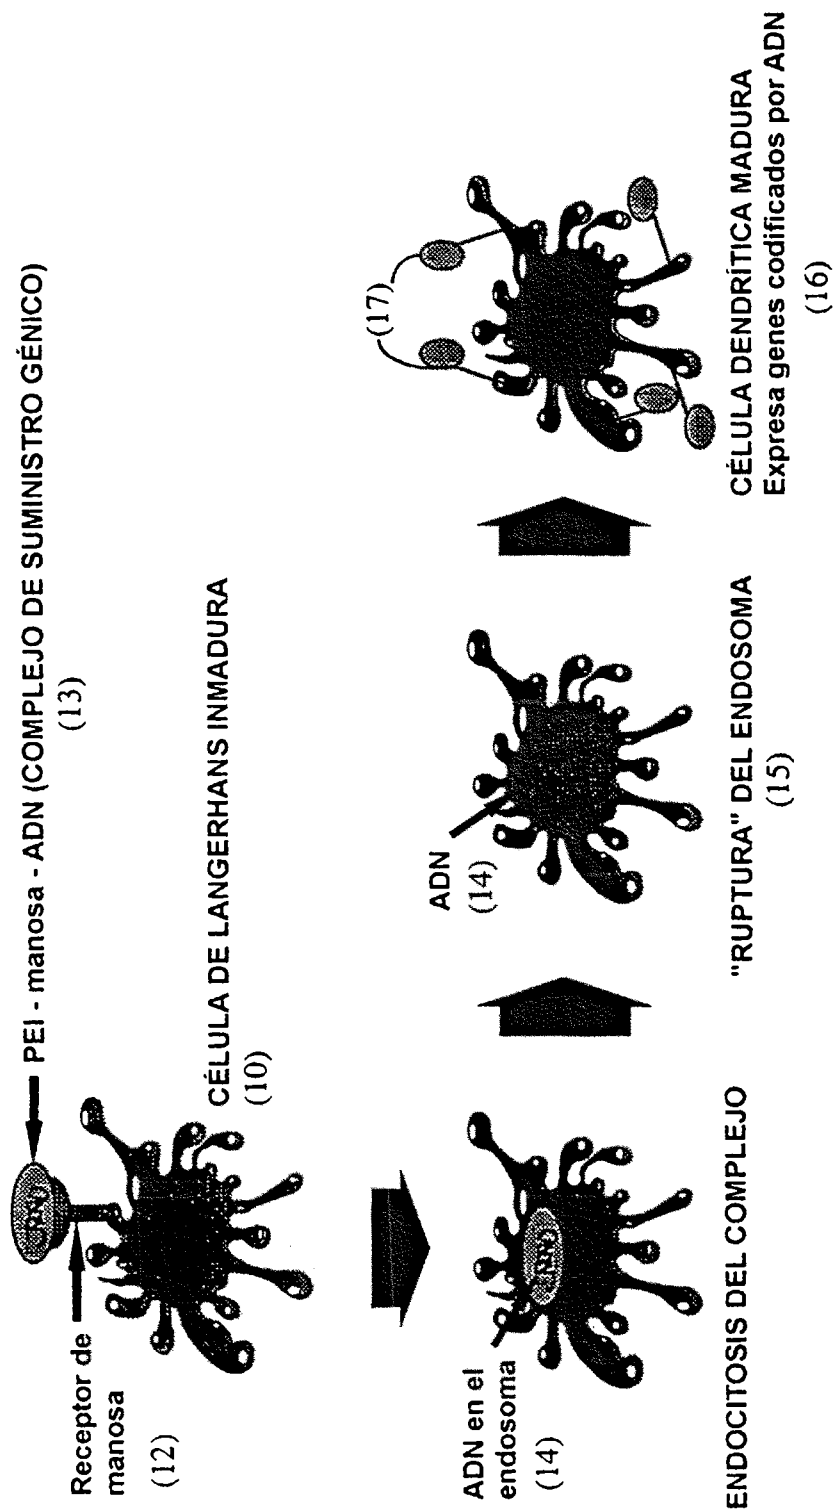 PEI - manosa - ADN (COMPLEJO DE SUMINISTRO GÉNICO)
(13)
Receptor de
manosa
(12)
CÉLULA DE LANGERHANS INMADURA
(10)
ADN en el
endosoma
(14)
ENDOCITOSIS DEL COMPLEJO
ADN
(14)
"RUPTURA" DEL ENDOSOMA
(15)
(17)
CÉLULA DENDRÍTICA MADURA
Expresa genes codificados por ADN
(16)